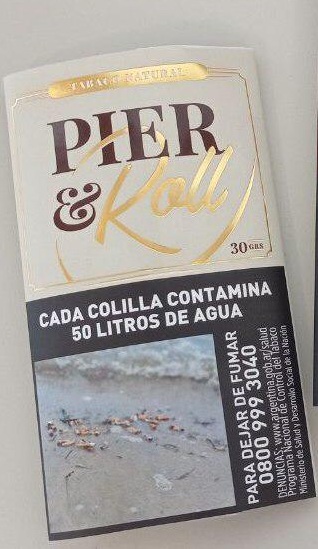 TABACO NATURAL
PIER
& Roll
30 GRS
CADA COLILLA CONTAMINA
50 LITROS DE AGUA
PARA DEJAR DE FUMAR
0800 999 3040
DENUNCIAS: www.argentina.gob.ar/salud
Programa Nacional de Control del Tabaco
Ministerio de Salud y Desarrollo Social de la Nación